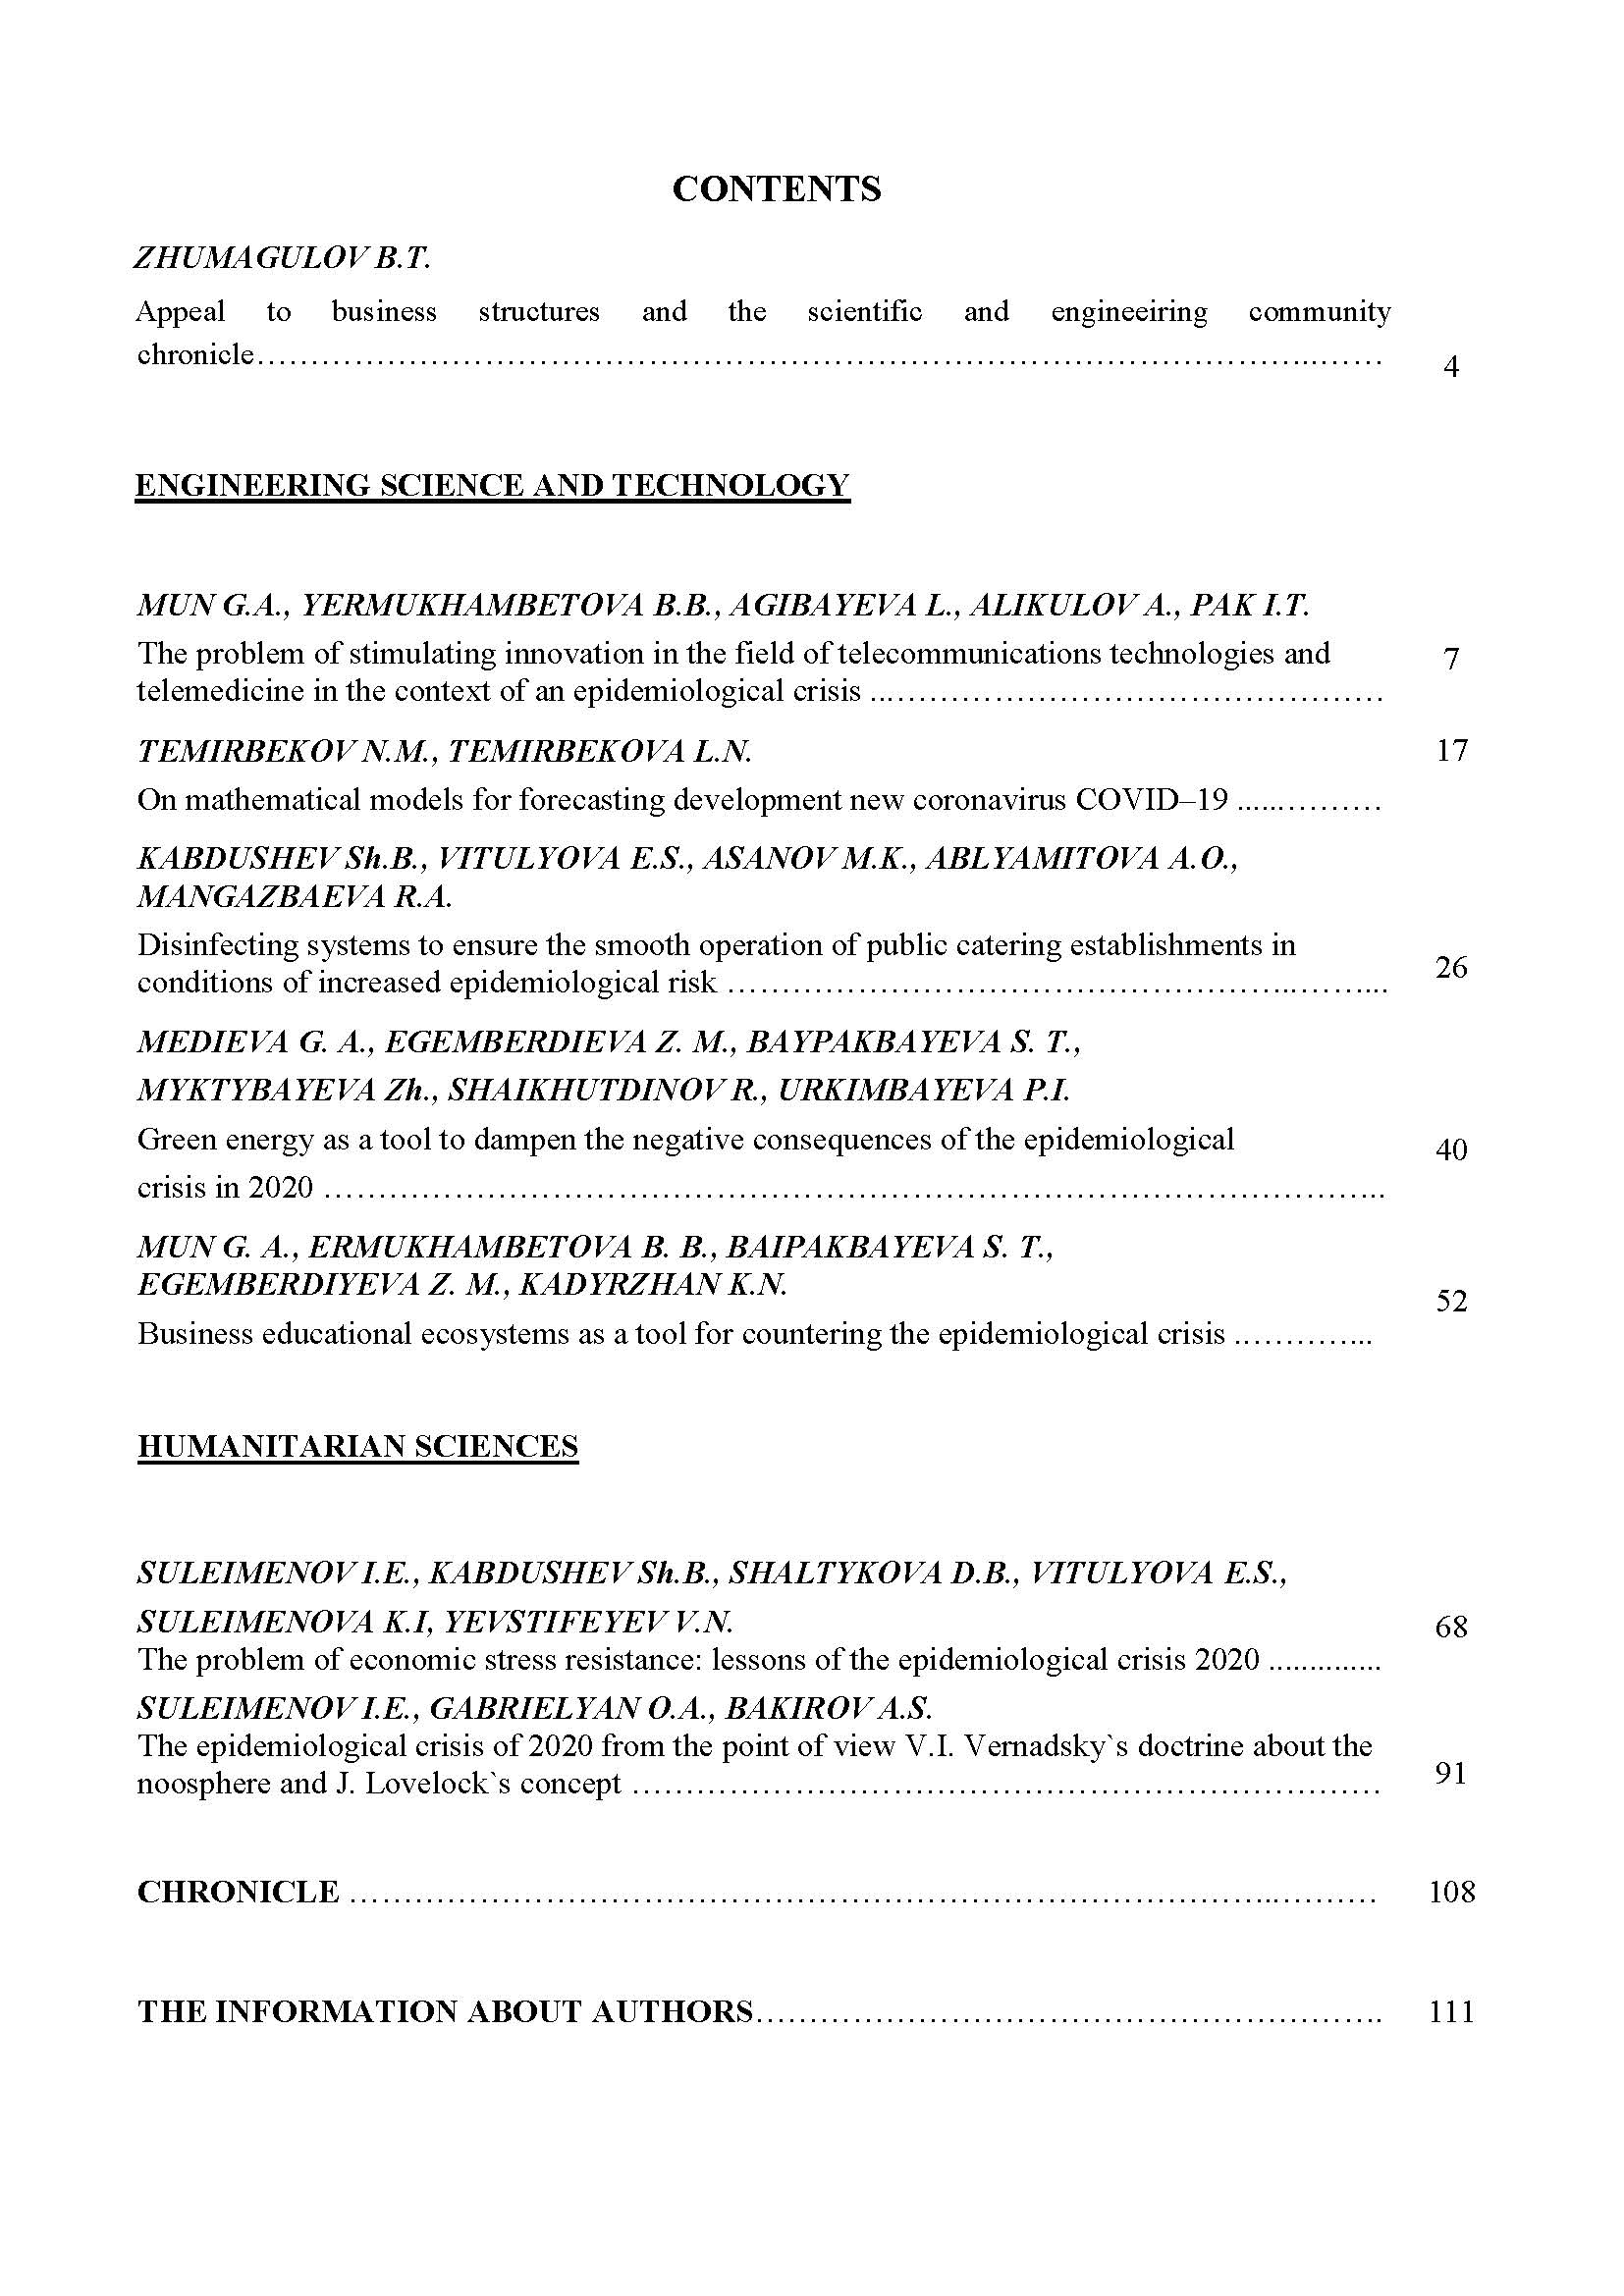 CONTENTS
ZHUMAGULOV B.T.
Appeal to business structures and the scientific and engineeiring community
chronicle……………………………………………………………………………………..…… 4
ENGINEERING SCIENCE AND TECHNOLOGY
MUN G.A., YERMUKHAMBETOVA B.B., AGIBAYEVA L., ALIKULOV A., PAK I.T.
The problem of stimulating innovation in the field of telecommunications technologies and 7
telemedicine in the context of an epidemiological crisis ..………………………………………
TEMIRBEKOV N.M., TEMIRBEKOVA L.N. 17
On mathematical models for forecasting development new coronavirus COVID–19 .....………
KABDUSHEV Sh.B., VITULYOVA E.S., ASANOV M.K., ABLYAMITOVA A.O.,
MANGAZBAEVA R.A.
Disinfecting systems to ensure the smooth operation of public catering establishments in
conditions of increased epidemiological risk ……………………………………………..……... 26
MEDIEVA G. A., EGEMBERDIEVA Z. M., BAYPAKBAYEVA S. T.,
MYKTYBAYEVA Zh., SHAIKHUTDINOV R., URKIMBAYEVA P.I.
Green energy as a tool to dampen the negative consequences of the epidemiological 40
crisis in 2020 ……………………………………………………………………………………..
MUN G. A., ERMUKHAMBETOVA B. B., BAIPAKBAYEVA S. T.,
EGEMBERDIYEVA Z. M., KADYRZHAN K.N. 52
Business educational ecosystems as a tool for countering the epidemiological crisis .………...
HUMANITARIAN SCIENCES
SULEIMENOV I.E., KABDUSHEV Sh.B., SHALTYKOVA D.B., VITULYOVA E.S.,
SULEIMENOVA K.I, YEVSTIFEYEV V.N. 68
The problem of economic stress resistance: lessons of the epidemiological crisis 2020 ..............
SULEIMENOV I.E., GABRIELYAN O.A., BAKIROV A.S.
The epidemiological crisis of 2020 from the point of view V.I. Vernadsky`s doctrine about the
noosphere and J. Lovelock`s concept …………………………………………………………… 91
CHRONICLE …………………………………………………………………………..……… 108
THE INFORMATION ABOUT AUTHORS…………………………………………………. 111